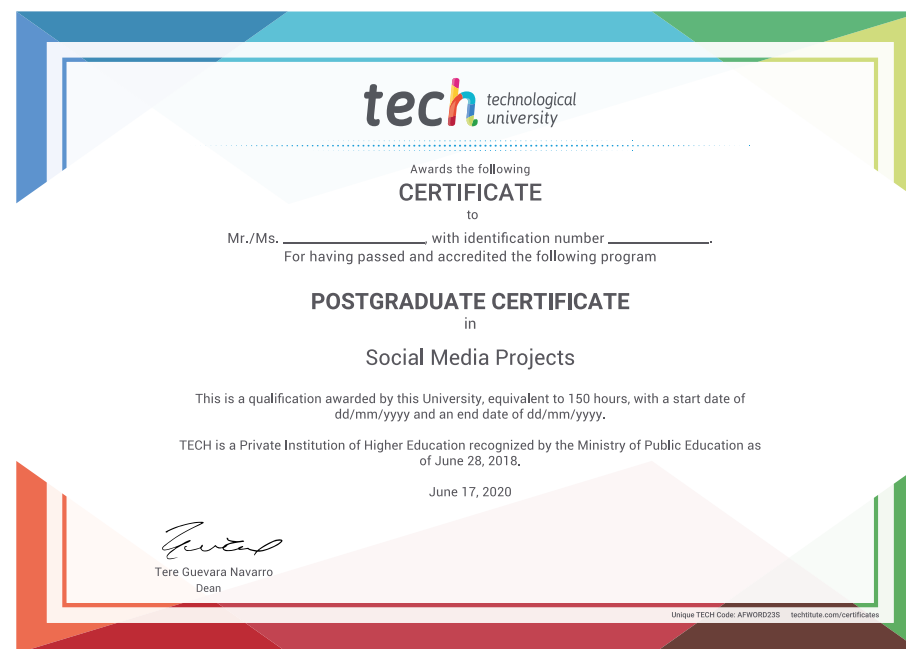 tech technological
university
Awards the following
CERTIFICATE
to
Mr./Ms. ____________, with identification number ____________.
For having passed and accredited the following program
POSTGRADUATE CERTIFICATE
in
Social Media Projects
This is a qualification awarded by this University, equivalent to 150 hours, with a start date of
dd/mm/yyyy and an end date of dd/mm/yyyy.
TECH is a Private Institution of Higher Education recognized by the Ministry of Public Education as
of June 28, 2018.
June 17, 2020
Tere Guevara Navarro
Dean
Unique TECH Code: AFWORD23S techtitute.com/certificates